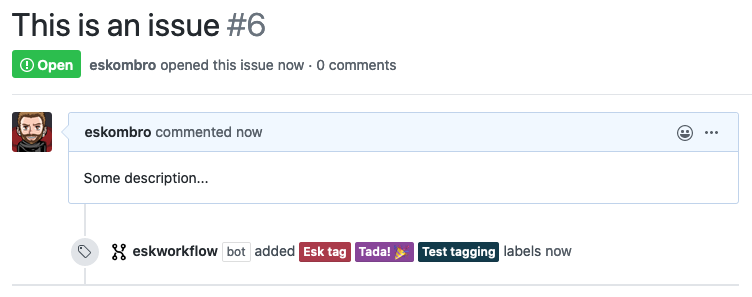 This is an issue #6
Open eskombro opened this issue now · 0 comments
eskombro commented now
Some description...
eskworkflow bot added Esk tag Tada! 🎉 Test tagging labels now